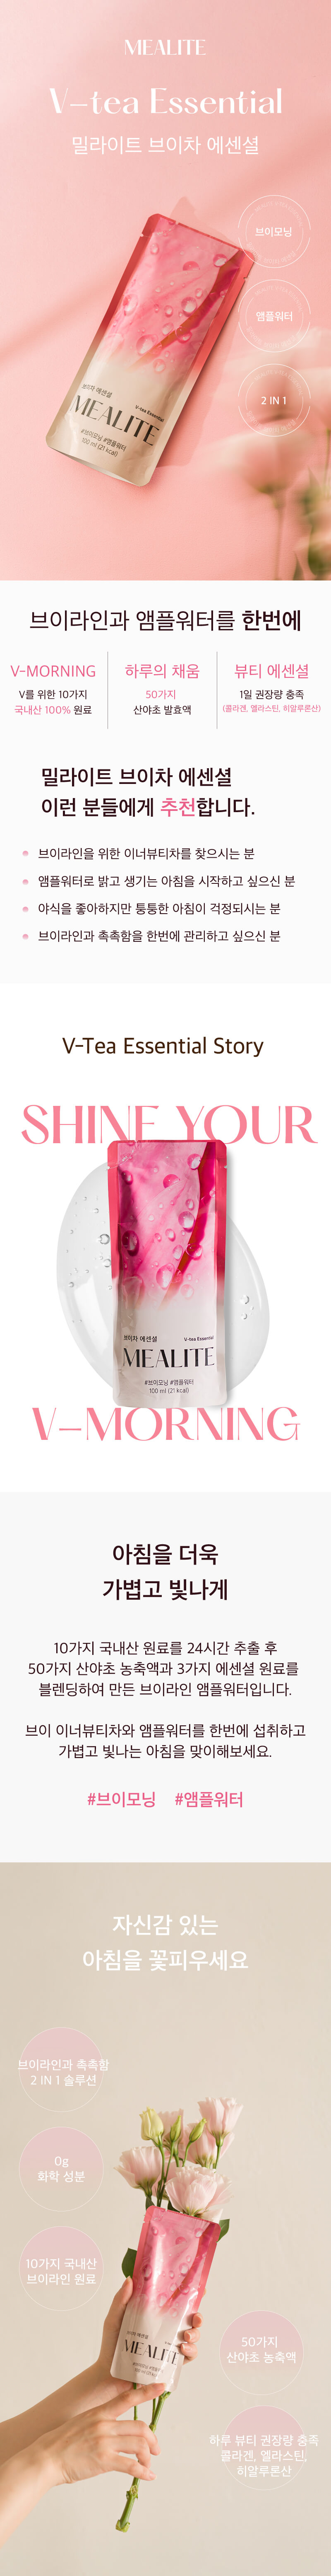 MEALITE
V-tea Essential
밀라이트 브이차 에센셜
브이모닝
앰플워터
2 IN 1
브이차 에센셜
V-tea Essential
MEALITE
#브이모닝 #앰플워터
100 ml (21 kcal)
브이라인과 앰플워터를 한번에
V-MORNING
V를 위한 10가지
국내산 100% 원료
하루의 채움
50가지
산야초 발효액
뷰티 에센셜
1일 권장량 충족
(콜라겐, 엘라스틴, 히알루론산)
밀라이트 브이차 에센셜
이런 분들에게 추천합니다.
브이라인을 위한 이너뷰티차를 찾으시는 분
앰플워터로 밝고 생기는 아침을 시작하고 싶으신 분
야식을 좋아하지만 퉁퉁한 아침이 걱정되시는 분
브이라인과 촉촉함을 한번에 관리하고 싶으신 분
V-Tea Essential Story
SHINE YOUR
브이차 에센셜
V-tea Essential
MEALITE
#브이모닝 #앰플워터
100 ml (21 kcal)
V-MORNING
아침을 더욱
가볍고 빛나게
10가지 국내산 원료를 24시간 추출 후
50가지 산야초 농축액과 3가지 에센셜 원료를
블렌딩하여 만든 브이라인 앰플워터입니다.
브이 이너뷰티차와 앰플워터를 한번에 섭취하고
가볍고 빛나는 아침을 맞이해보세요.
#브이모닝 #앰플워터
자신감 있는
아침을 꽃피우세요
브이라인과 촉촉함
2 IN 1 솔루션
0g
화학 성분
10가지 국내산
브이라인 원료
브이차 에센셜
MEALITE
50가지
산야초 농축액
하루 뷰티 권장량 충족
콜라겐, 엘라스틴,
히알루론산